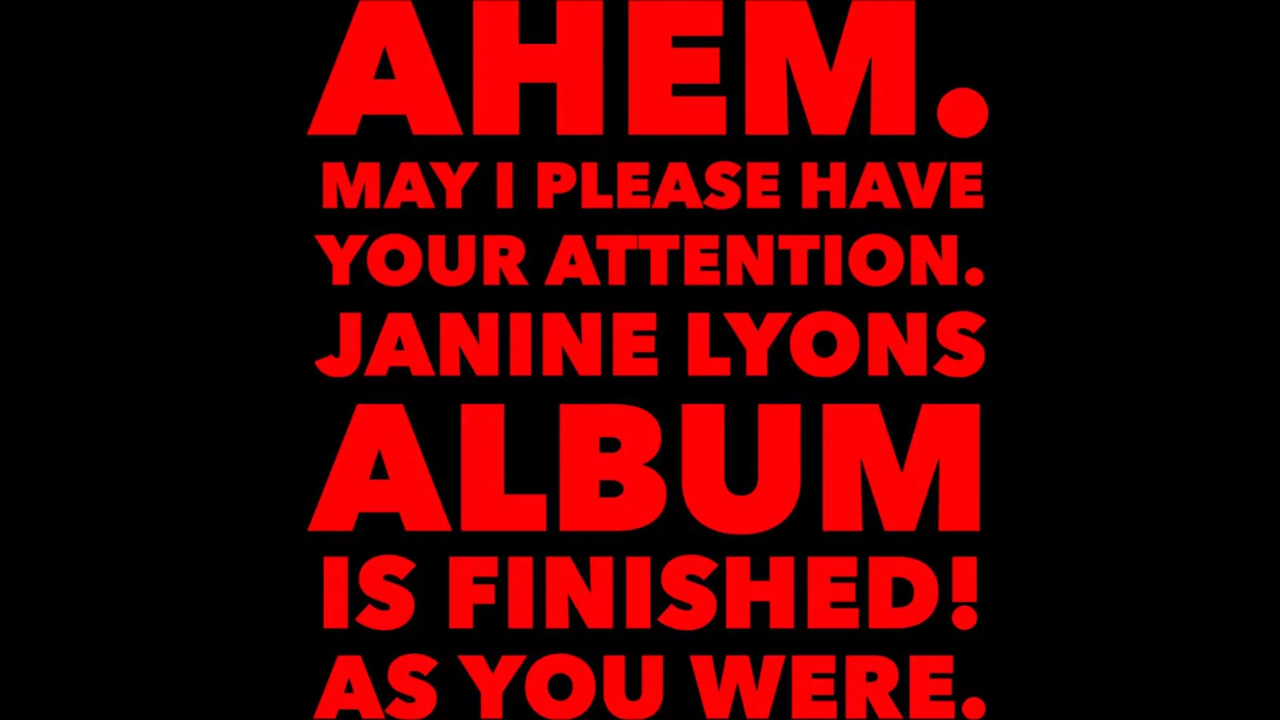 AHEM.
MAY I PLEASE HAVE
YOUR ATTENTION.
JANINE LYONS
ALBUM
IS FINISHED!
AS YOU WERE.